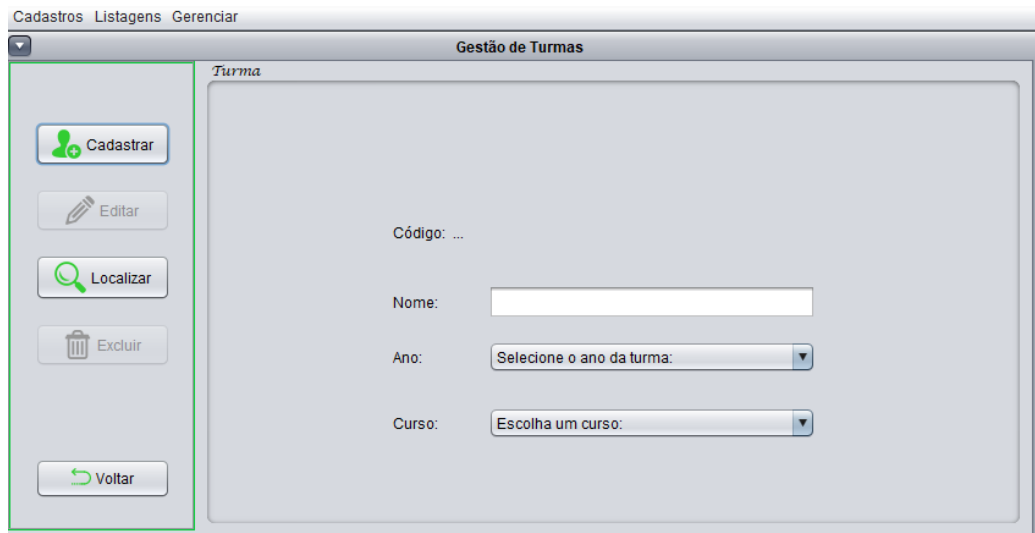 Cadastros Listagens Gerenciar
Gestão de Turmas
Turma
Cadastrar
Editar
Localizar
Excluir
Voltar
Código: ...
Nome:
Ano: Selecione o ano da turma:
Curso: Escolha um curso: